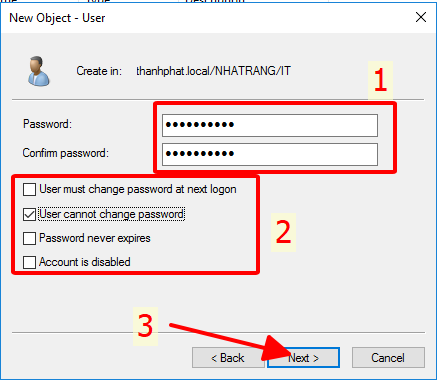 New Object - User
Create in: thanhphat.local/NHATRANG/IT
1
Password: ●●●●●●●●●●
Confirm password: ●●●●●●●●●●
User must change password at next logon
User cannot change password
2
Password never expires
Account is disabled
3
< Back Next > Cancel